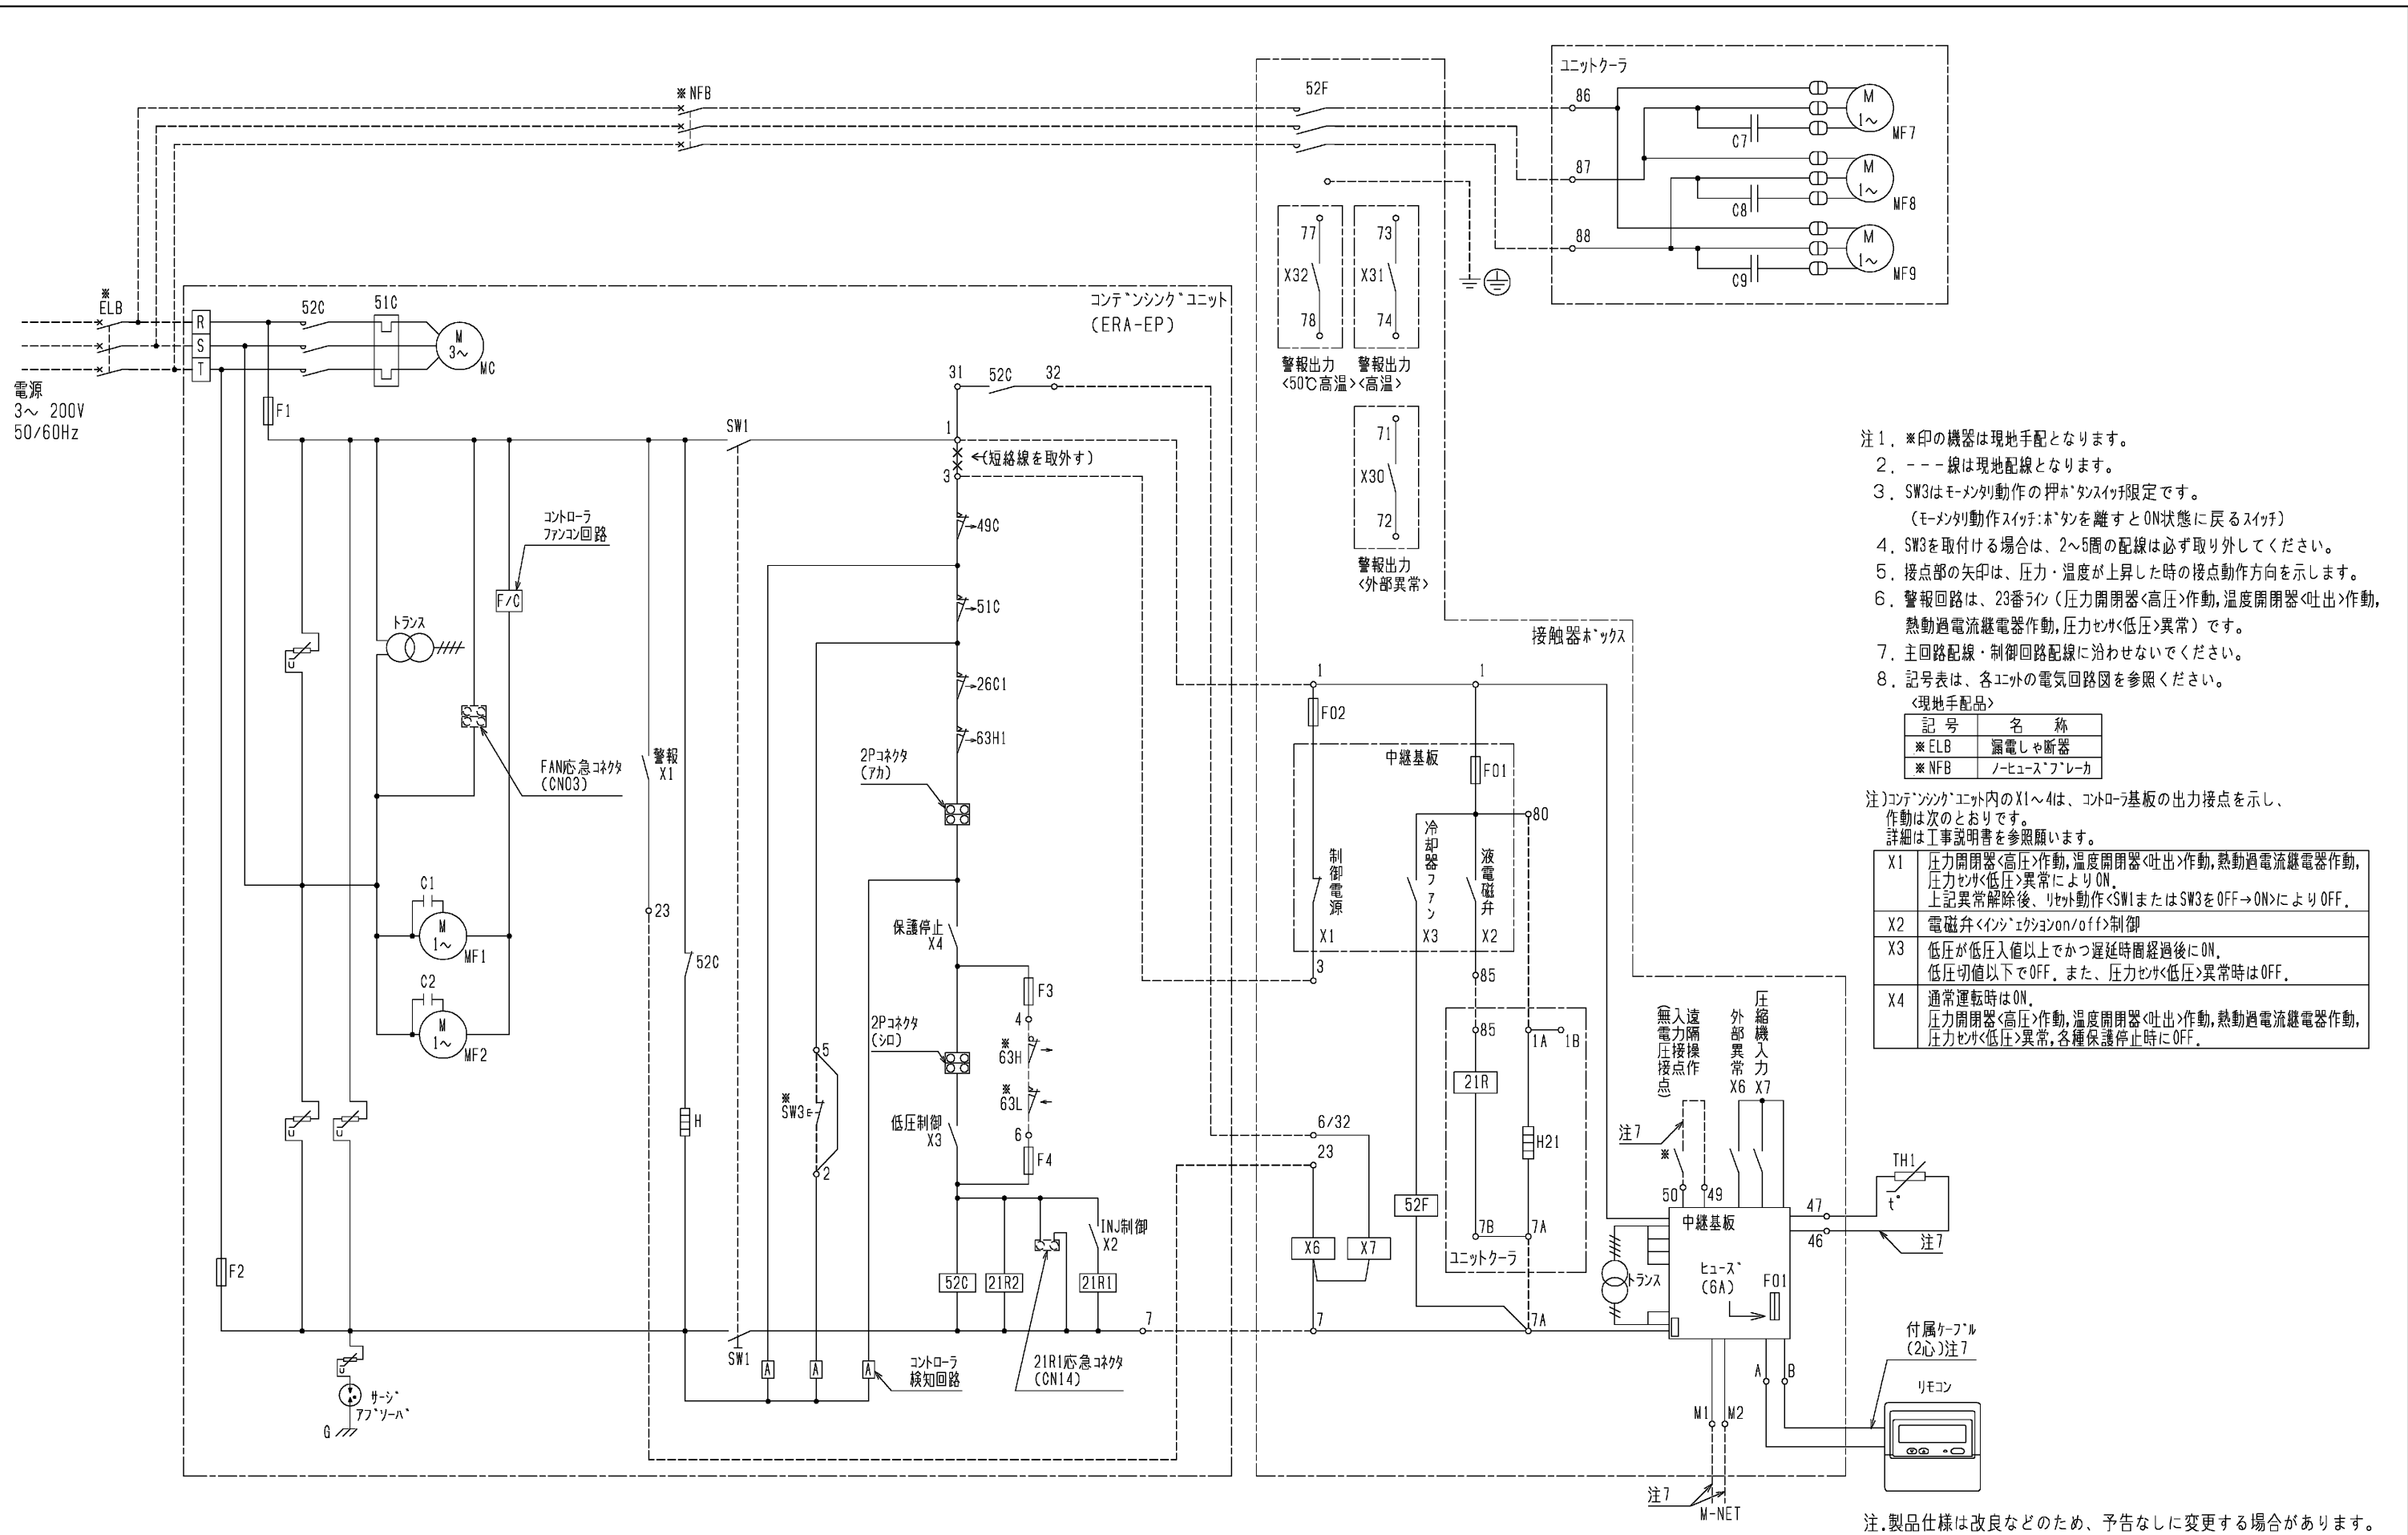 ※NFB
52F
ユニットクーラ
86
87
88
C7
C8
C9
M
1～
MF7
M
1～
MF8
M
1～
MF9
77
X32
78
警報出力
<50℃高温>
73
X31
74
警報出力
<高温>
71
X30
72
警報出力
<外部異常>
※
ELB
電源
3～ 200V
50/60Hz
R
S
T
52C
51C
M
3～
MC
コンデンシングユニット
(ERA-EP)
F1
SW1
31
52C
32
1
←(短絡線を取外す)
3
→49C
→51C
→26C1
→63H1
コントローラ
ファンコン回路
F/C
トランス
FAN応急コネクタ
(CN03)
警報
X1
23
52C
H
C1
M
1～
MF1
C2
M
1～
MF2
2Pコネクタ
(アカ)
保護停止
X4
2Pコネクタ
(シロ)
低圧制御
X3
F3
4
※
63H
※
63L
6
F4
5
※
SW3
2
INJ制御
X2
52C
21R2
21R1
F2
SW1
A
A
A
コントローラ
検知回路
21R1応急コネクタ
(CN14)
サージ
アブソーバ
G
7
接触器ボックス
1
1
F02
中継基板
F01
80
制御電源
X1
冷却器ファン
X3
液電磁弁
X2
3
85
85
1A
1B
21R
H21
7B
7A
ユニットクーラ
6/32
23
52F
X6
X7
7
7A
遠隔操作
入力接点
(無電圧接点)
外部異常
X6
圧縮機入力
X7
注7
※
50
49
中継基板
ヒューズ
(6A)
F01
トランス
47
46
TH1
t°
注7
A
B
付属ケーブル
(2心)注7
リモコン
M1
M2
注7
M-NET
注1. ※印の機器は現地手配となります。
2. ---線は現地配線となります。
3. SW3はモーメンタリ動作の押ボタンスイッチ限定です。
(モーメンタリ動作スイッチ:ボタンを離すとON状態に戻るスイッチ)
4. SW3を取付ける場合は、2～5間の配線は必ず取り外してください。
5. 接点部の矢印は、圧力・温度が上昇した時の接点動作方向を示します。
6. 警報回路は、23番ライン(圧力開閉器<高圧>作動,温度開閉器<吐出>作動,
熱動過電流継電器作動,圧力センサ<低圧>異常)です。
7. 主回路配線・制御回路配線に沿わせないでください。
8. 記号表は、各ユニットの電気回路図を参照ください。
<現地手配品>
記号 名称
※ELB 漏電しゃ断器
※NFB ノーヒューズブレーカ
注)コンデンシングユニット内のX1～4は、コントローラ基板の出力接点を示し、
作動は次のとおりです。
詳細は工事説明書を参照願います。
X1 圧力開閉器<高圧>作動,温度開閉器<吐出>作動,熱動過電流継電器作動,
圧力センサ<低圧>異常によりON.
上記異常解除後、リセット動作<SW1またはSW3をOFF→ON>によりOFF.
X2 電磁弁<インジェクションon/off>制御
X3 低圧が低圧入値以上でかつ遅延時間経過後にON.
低圧切値以下でOFF. また、圧力センサ<低圧>異常時はOFF.
X4 通常運転時はON.
圧力開閉器<高圧>作動,温度開閉器<吐出>作動,熱動過電流継電器作動,
圧力センサ<低圧>異常,各種保護停止時にOFF.
注.製品仕様は改良などのため、予告なしに変更する場合があります。